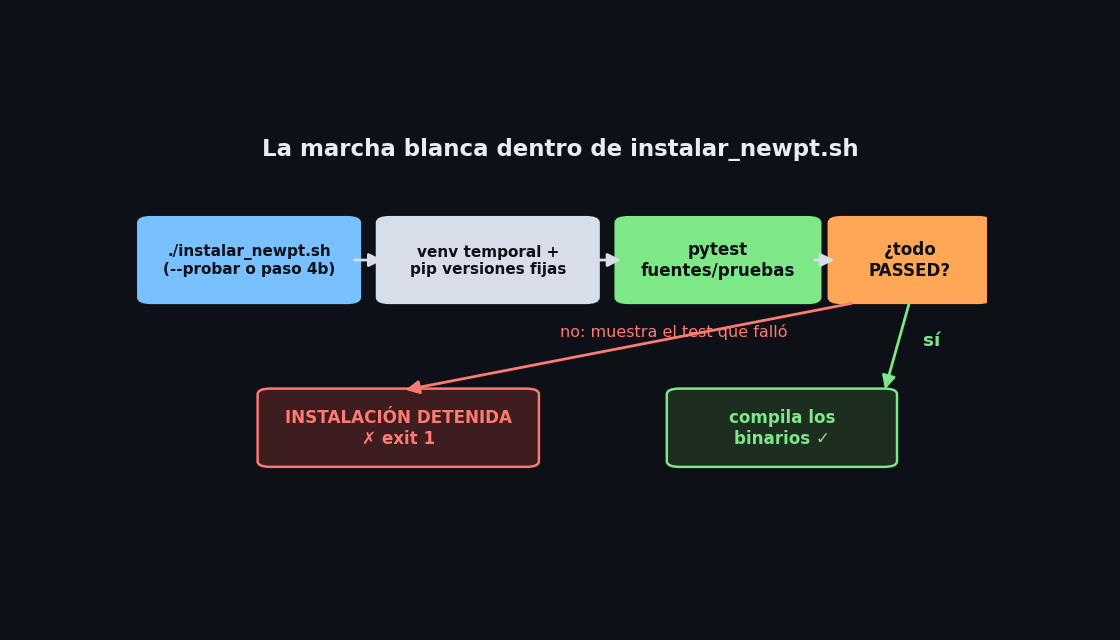 La marcha blanca dentro de instalar_newpt.sh
./instalar_newpt.sh
(--probar o paso 4b)
venv temporal +
pip versiones fijas
pytest
fuentes/pruebas
¿todo
PASSED?
no: muestra el test que falló
sí
INSTALACIÓN DETENIDA
✗ exit 1
compila los
binarios ✓